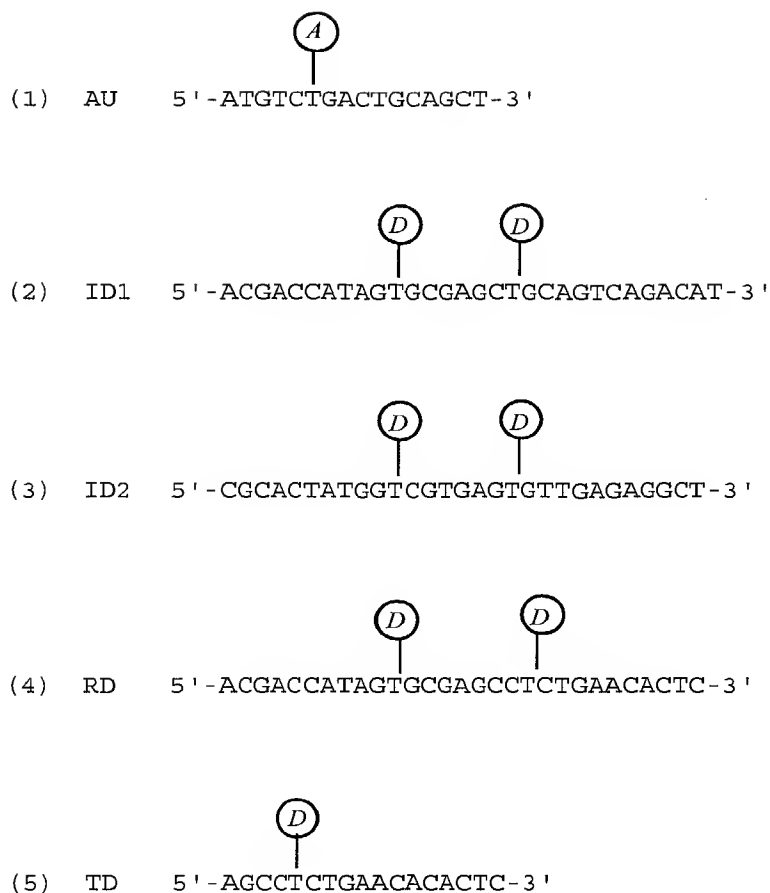 A
(1) AU 5'-ATGTCTGACTGCAGCT-3'
D D
(2) ID1 5'-ACGACCATAGTGCGAGCTGCAGTCAGACAT-3'
D D
(3) ID2 5'-CGCACTATGGTCGTGAGTGTTGAGAGGCT-3'
D D
(4) RD 5'-ACGACCATAGTGCGAGCCTCTGAACACTC-3'
D
(5) TD 5'-AGCCTCTGAACACACTC-3'